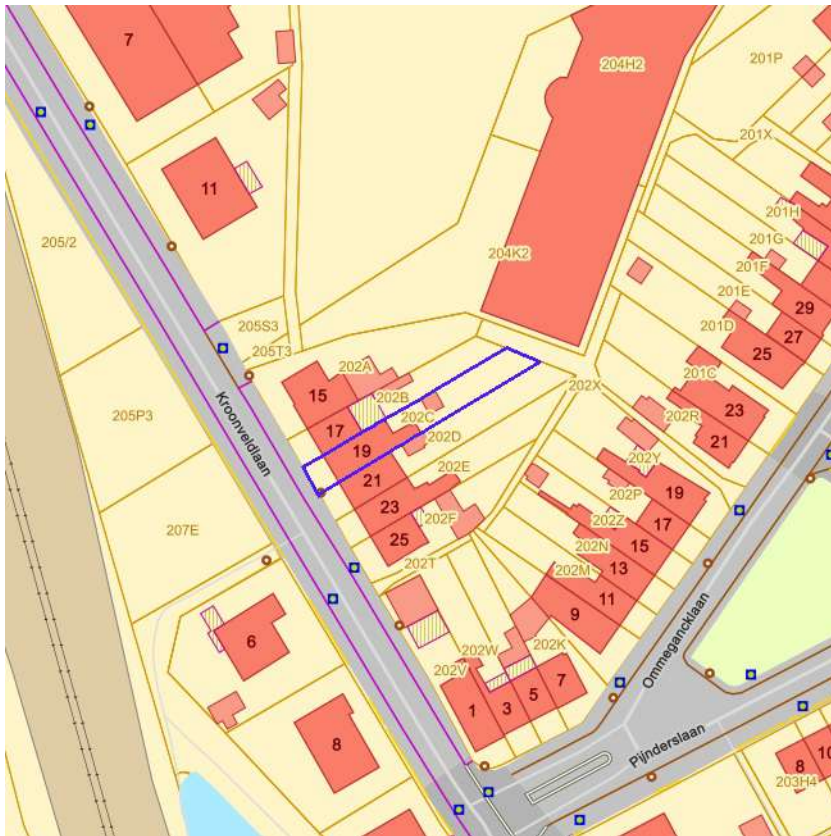 7
204H2
201P
201X
11
201H
201G
205/2
204K2
201F
201E
29
205S3
201D
27
205T3
25
202A
15
202B
202X
201C
Kroonveldlaan
205P3
17
202C
202R
23
202D
21
19
202Y
21
202E
202P
19
23
202F
202Z
17
207E
25
202N
15
202T
202M
13
11
9
6
202W
202K
202V
7
Ommegancklaan
5
1
3
8
Pijnderslaan
8
10
203H4